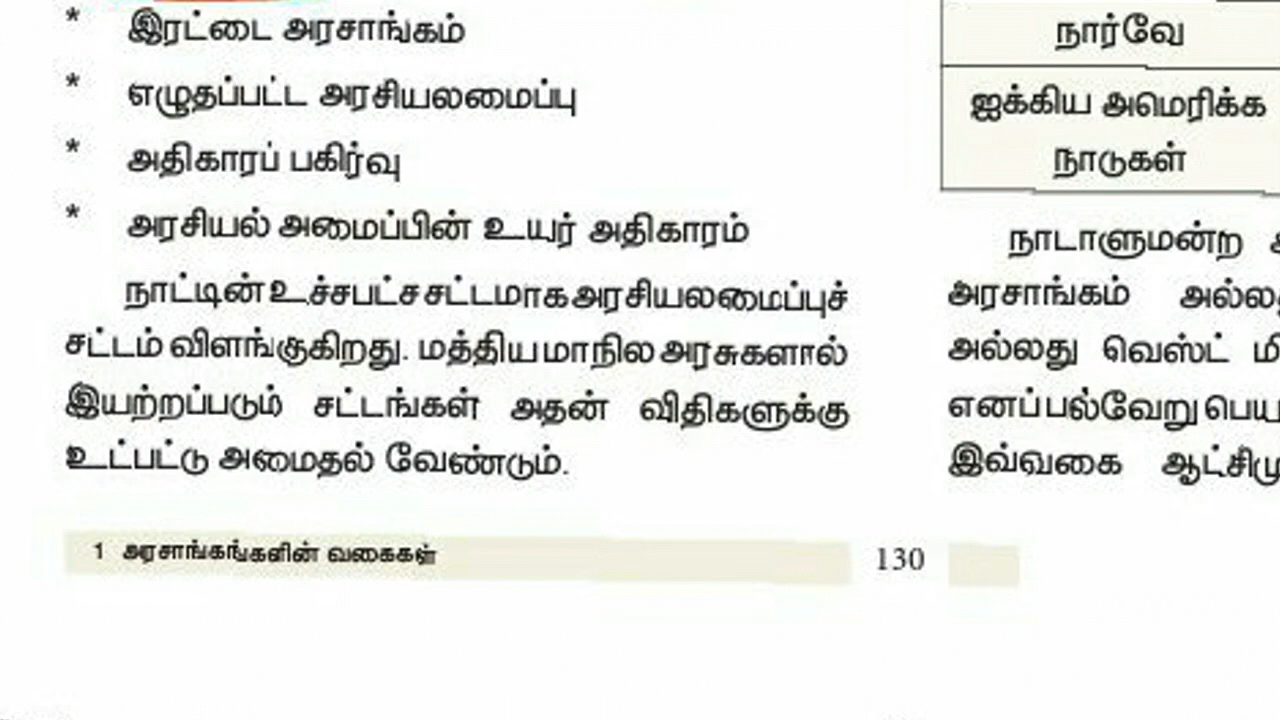 * இரட்டை அரசாங்கம்
* எழுதப்பட்ட அரசியலமைப்பு
* அதிகாரப் பகிர்வு
* அரசியல் அமைப்பின் உயர் அதிகாரம்
நாட்டின் உச்சபட்ச சட்டமாக அரசியலமைப்புச்
சட்டம் விளங்குகிறது. மத்திய மாநில அரசுகளால்
இயற்றப்படும் சட்டங்கள் அதன் விதிகளுக்கு
உட்பட்டு அமைதல் வேண்டும்.
1 அரசாங்கங்களின் வகைகள்
130
நார்வே
ஐக்கிய அமெரிக்க
நாடுகள்
நாடாளுமன்ற
அரசாங்கம்
அல்லது வெஸ்ட்
எனப் பல்வேறு
இவ்வகை